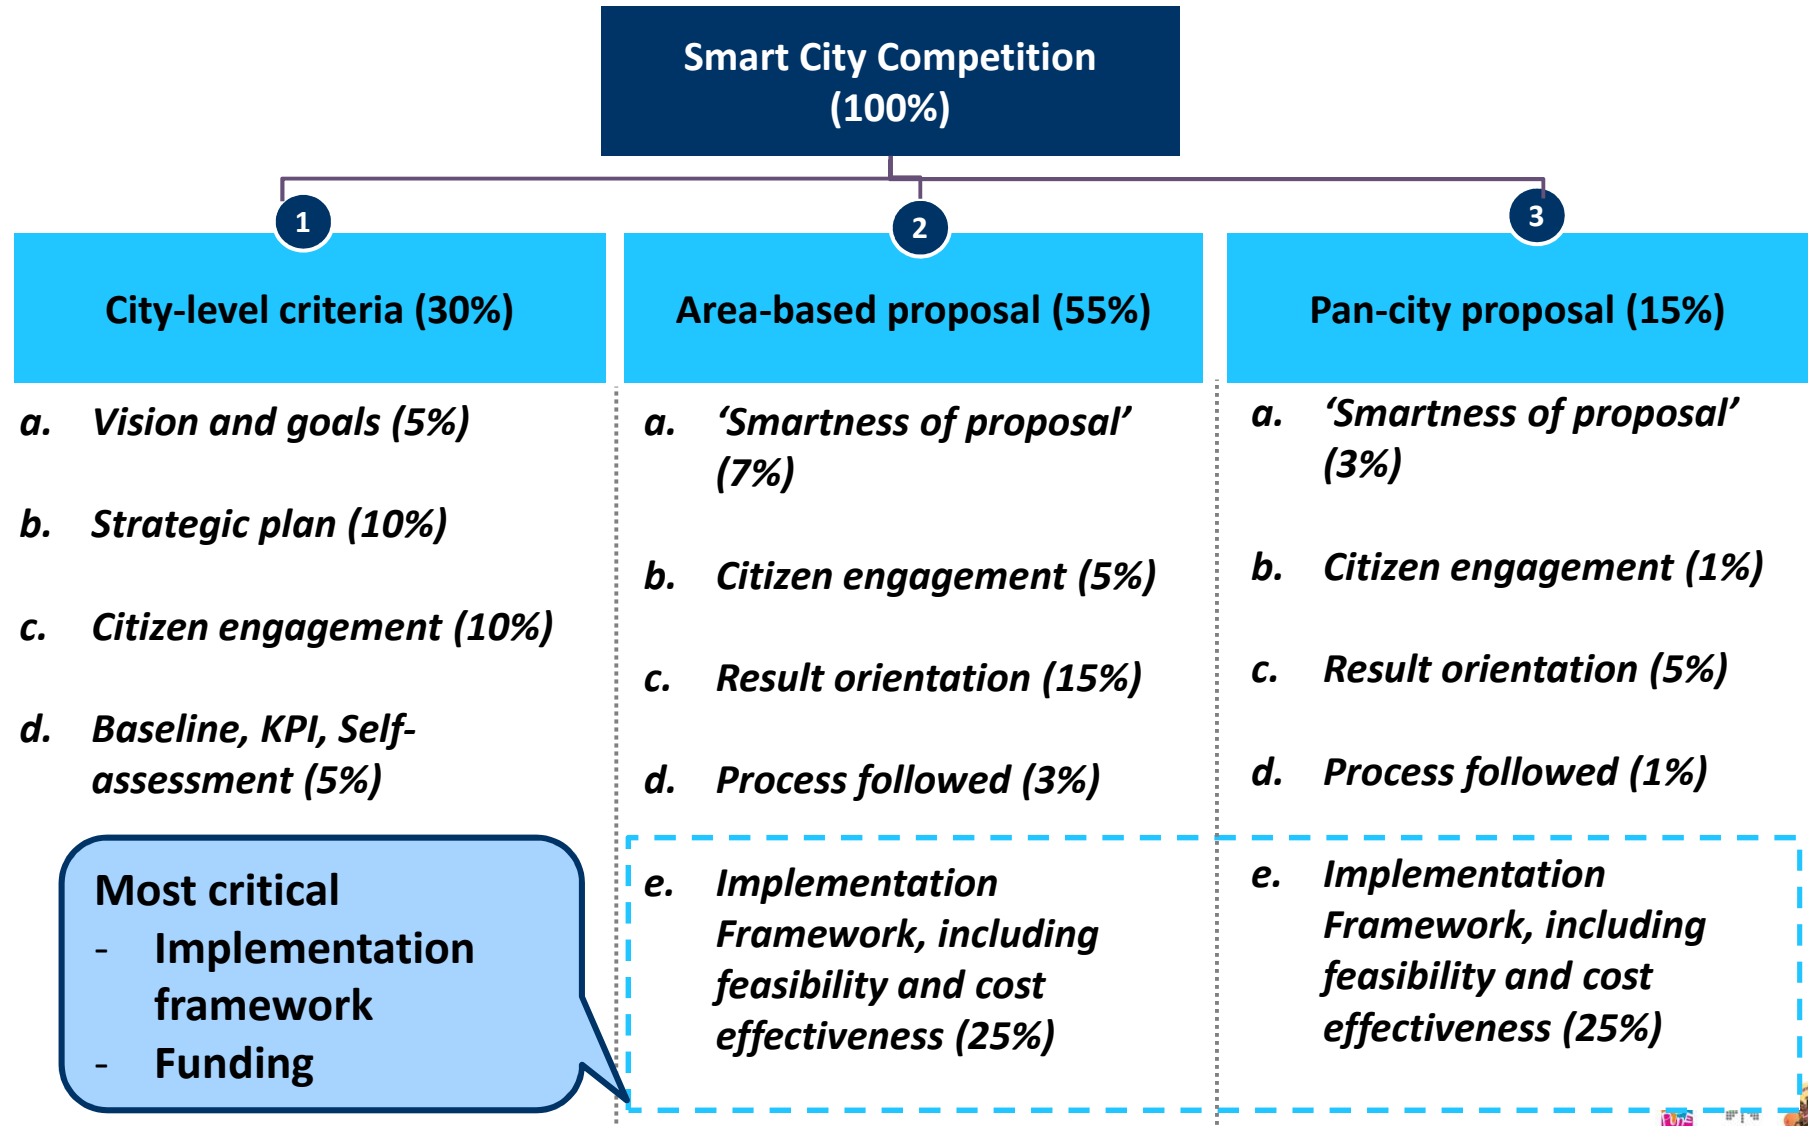 Smart City Competition
(100%)
1
City-level criteria (30%)
a. Vision and goals (5%)
b. Strategic plan (10%)
c. Citizen engagement (10%)
d. Baseline, KPI, Self-
assessment (5%)
Most critical
- Implementation
framework
- Funding
2
Area-based proposal (55%)
a. ‘Smartness of proposal’
(7%)
b. Citizen engagement (5%)
c. Result orientation (15%)
d. Process followed (3%)
e. Implementation
Framework, including
feasibility and cost
effectiveness (25%)
3
Pan-city proposal (15%)
a. ‘Smartness of proposal’
(3%)
b. Citizen engagement (1%)
c. Result orientation (5%)
d. Process followed (1%)
e. Implementation
Framework, including
feasibility and cost
effectiveness (25%)